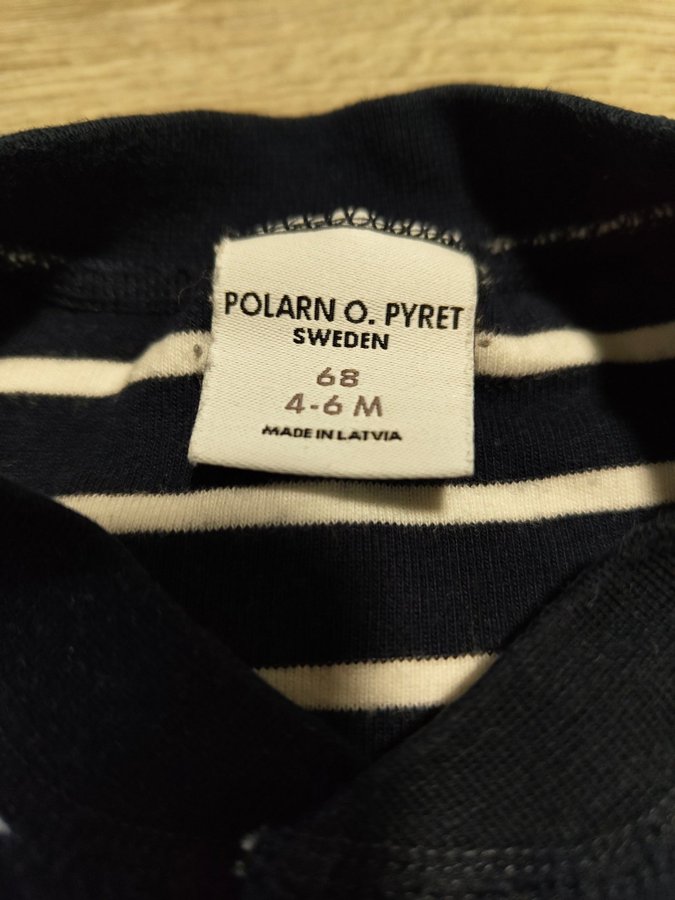 POLARN O. PYRET
SWEDEN
68
4-6 M
MADE IN LATVIA